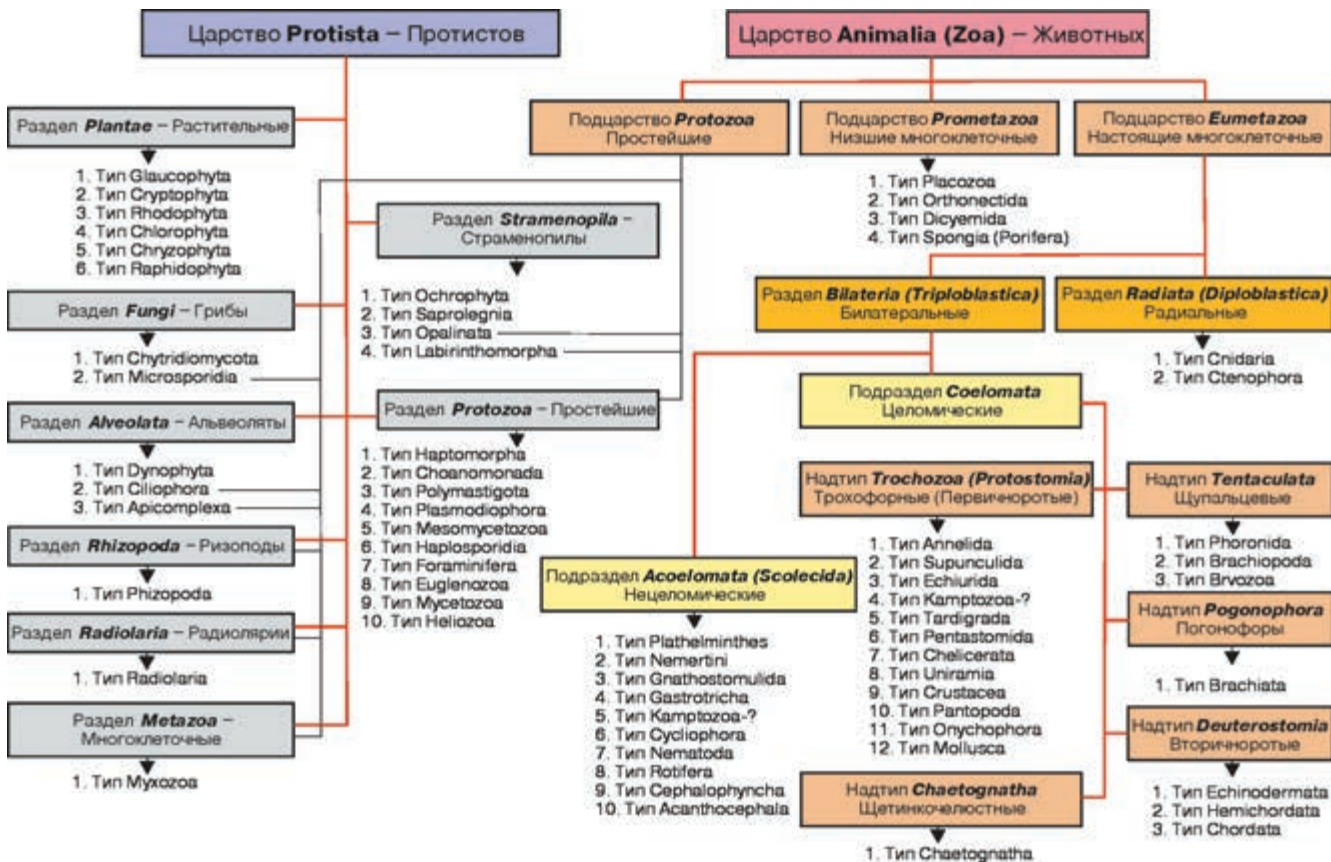 Царство Protista – Протистов
Раздел Plantae – Растительные
1. Тип Glaucophyta
2. Тип Cryptophyta
3. Тип Rhodophyta
4. Тип Chlorophyta
5. Тип Chryzophyta
6. Тип Raphidophyta
Раздел Fungi – Грибы
1. Тип Chytridiomycota
2. Тип Microsporidia
Раздел Alveolata – Альвеоляты
1. Тип Dynophyta
2. Тип Ciliophora
3. Тип Apicomplexa
Раздел Rhizopoda – Ризоподы
1. Тип Phizopoda
Раздел Radiolaria – Радиолярии
1. Тип Radiolaria
Раздел Metazoa –
Многоклеточные
1. Тип Myxozoa
Раздел Stramenopila –
Страменопилы
1. Тип Ochrophyta
2. Тип Saprolegnia
3. Тип Opalinata
4. Тип Labirinthomorpha
Раздел Protozoa – Простейшие
1. Тип Haptomorpha
2. Тип Choanomonada
3. Тип Polymastigota
4. Тип Plasmodiophora
5. Тип Mesomycetozoa
6. Тип Haplosporidia
7. Тип Foraminifera
8. Тип Euglenozoa
9. Тип Mycetozoa
10. Тип Heliozoa
Царство Animalia (Zoa) – Животных
Подцарство Protozoa
Простейшие
Подцарство Prometazoa
Низшие многоклеточные
1. Тип Placozoa
2. Тип Orthonectida
3. Тип Dicyemida
4. Тип Spongia (Porifera)
Подцарство Eumetazoa
Настоящие многоклеточные
Раздел Bilateria (Triploblastica)
Билатеральные
Раздел Radiata (Diploblastica)
Радиальные
1. Тип Cnidaria
2. Тип Ctenophora
Подраздел Coelomata
Целомические
Подраздел Acoelomata (Scolecida)
Нецеломические
1. Тип Plathelminthes
2. Тип Nemertini
3. Тип Gnathostomulida
4. Тип Gastrotricha
5. Тип Kamptozoa-?
6. Тип Cycliophora
7. Тип Nematoda
8. Тип Rotifera
9. Тип Cephalophyncha
10. Тип Acanthocephala
Надтип Trochozoa (Protostomia)
Трохофорные (Первичноротые)
1. Тип Annelida
2. Тип Supunculida
3. Тип Echiurida
4. Тип Kamptozoa-?
5. Тип Tardigrada
6. Тип Pentastomida
7. Тип Chelicerata
8. Тип Uniramia
9. Тип Crustacea
10. Тип Pantopoda
11. Тип Onychophora
12. Тип Mollusca
Надтип Chaetognatha
Щетинкочелюстные
1. Тип Chaetognatha
Надтип Tentaculata
Щупальцевые
1. Тип Phoronida
2. Тип Brachiopoda
3. Тип Brvozoa
Надтип Pogonophora
Погонофоры
1. Тип Brachiata
Надтип Deuterostomia
Вторичноротые
1. Тип Echinodermata
2. Тип Hemichordata
3. Тип Chordata